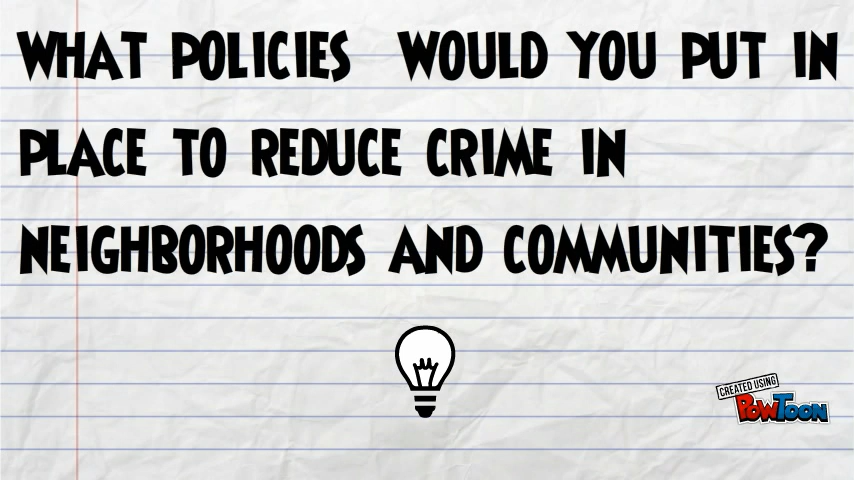 WHAT POLICIES WOULD YOU PUT IN
PLACE TO REDUCE CRIME IN
NEIGHBORHOODS AND COMMUNITIES?
CREATED USING
POWTOON